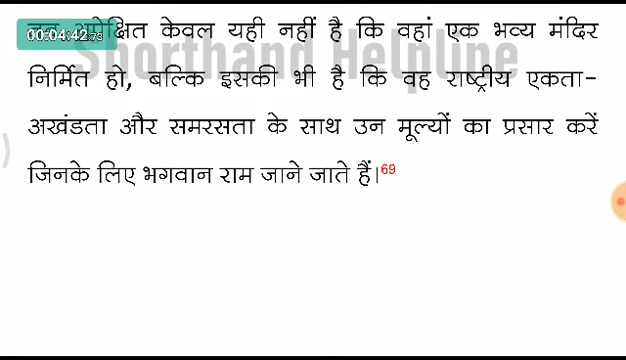 अपेक्षित केवल यही नहीं है कि वहां एक भव्य मंदिर
00:04:42.73
Shorthand Helpline
निर्मित हो, बल्कि इसकी भी है कि वह राष्ट्रीय एकता-
अखंडता और समरसता के साथ उन मूल्यों का प्रसार करें
जिनके लिए भगवान राम जाने जाते हैं।69